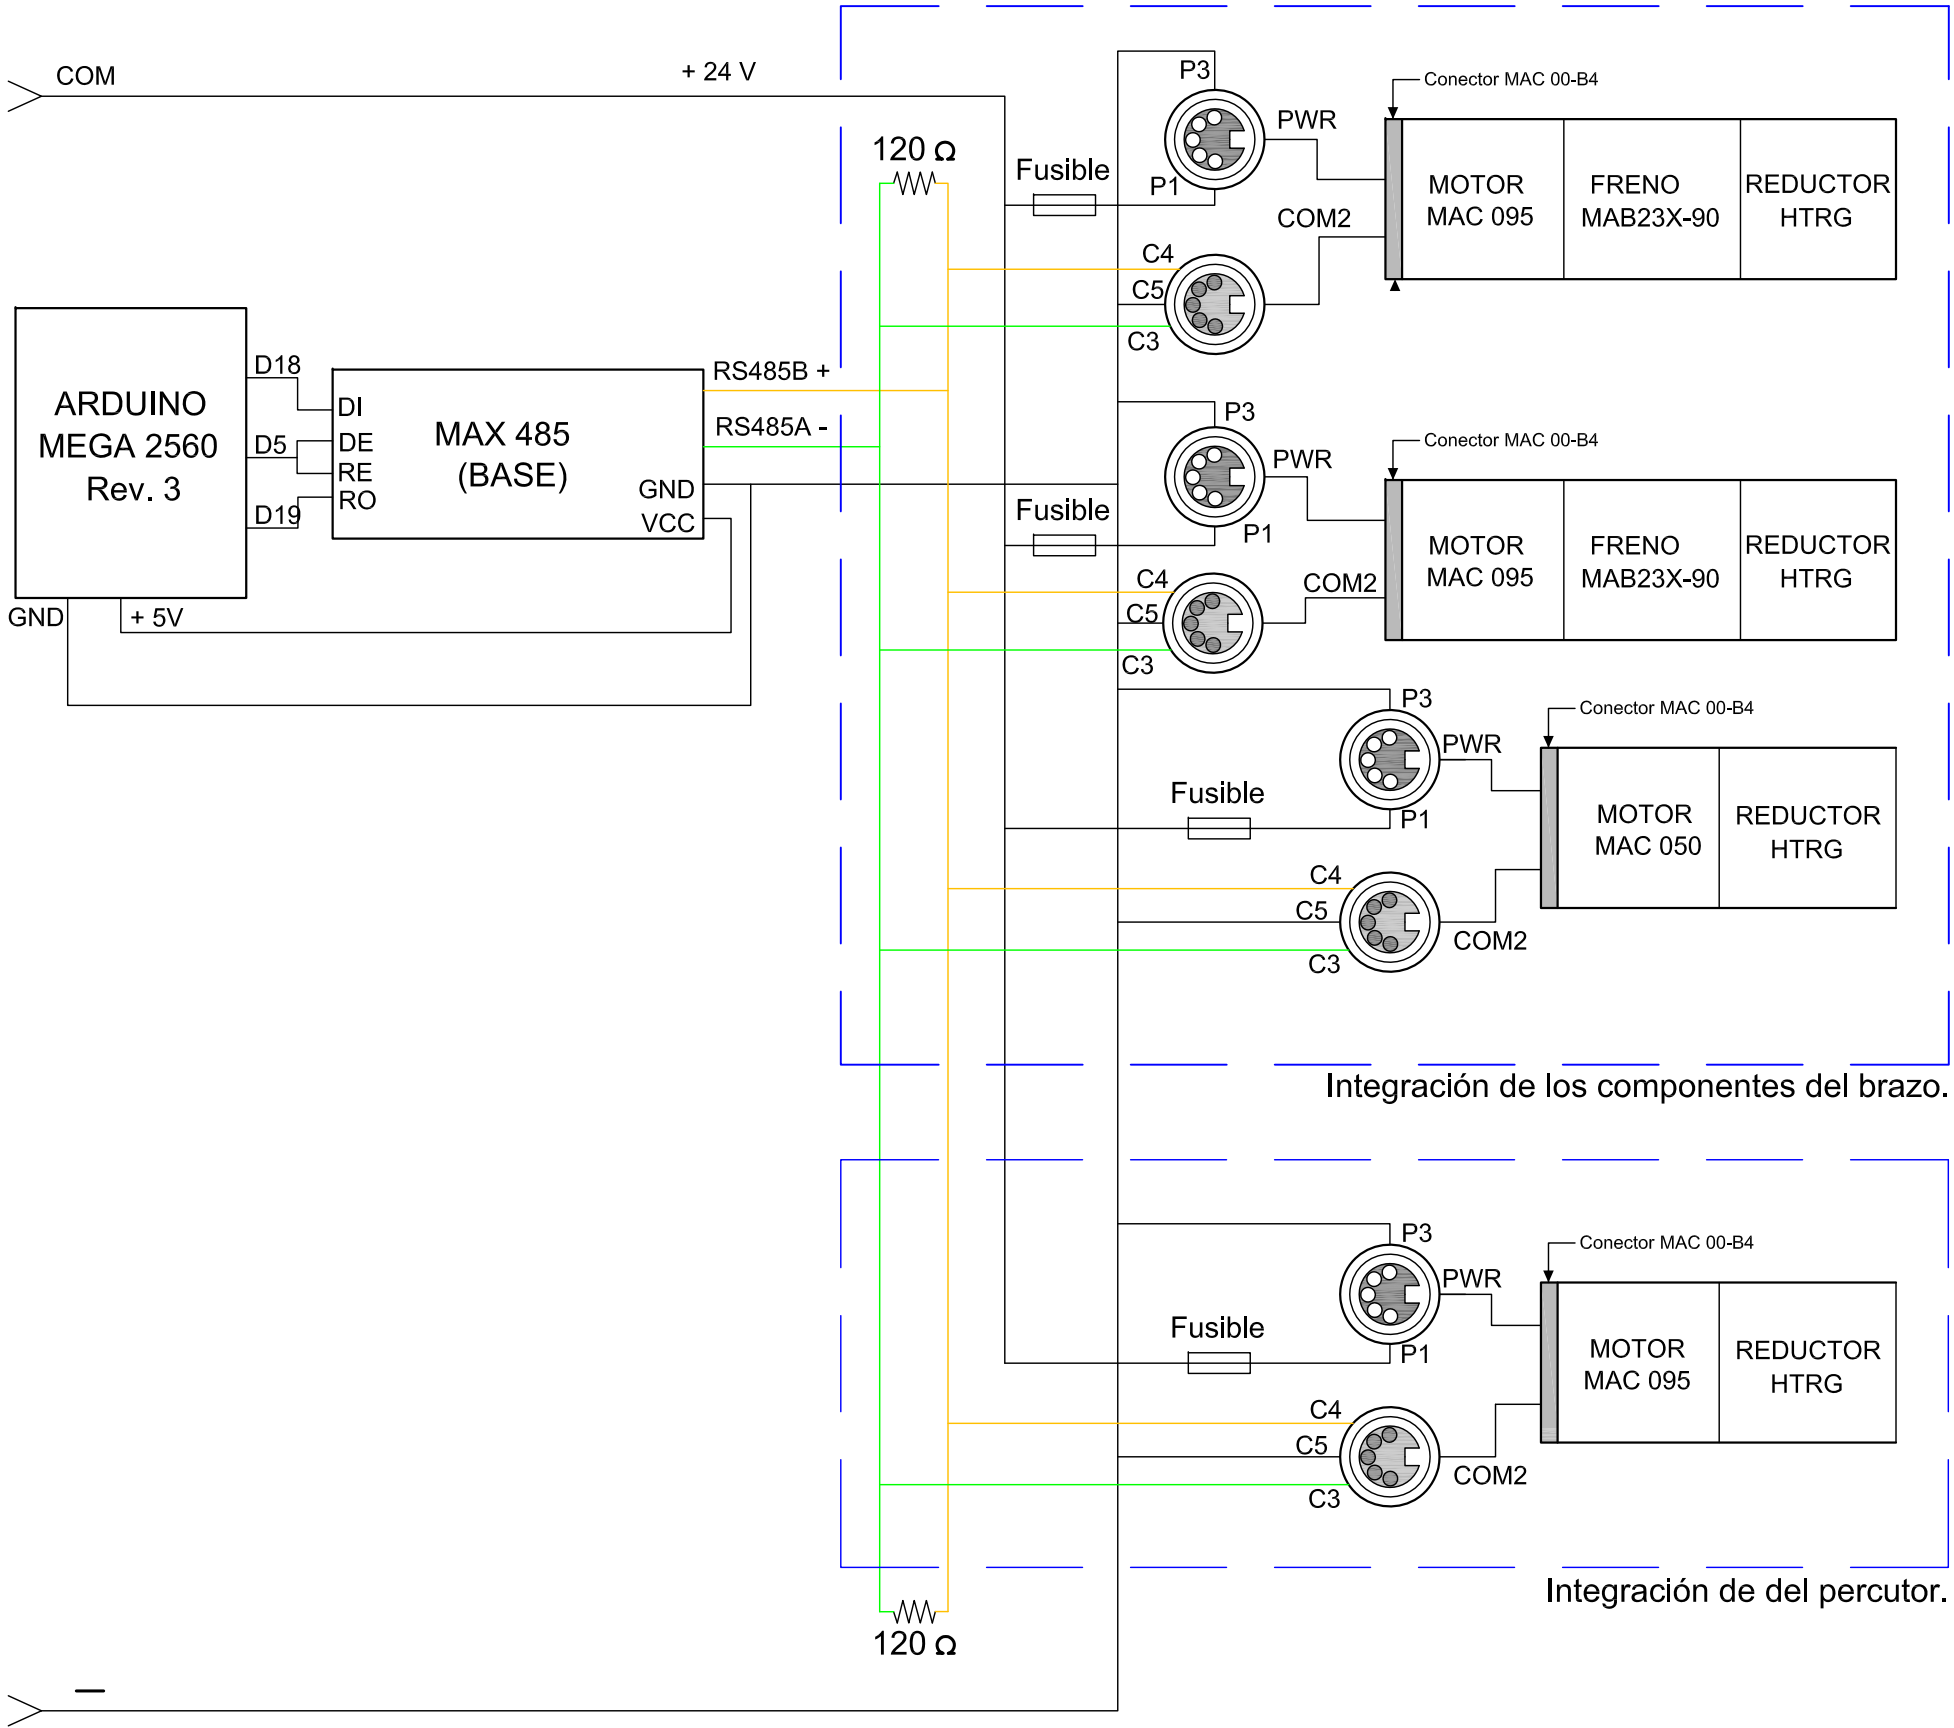 COM
+ 24 V
120 Ω
Fusible
P3
P1
PWR
Conector MAC 00-B4
MOTOR
MAC 095
FRENO
MAB23X-90
REDUCTOR
HTRG
COM2
C4
C5
C3
ARDUINO
MEGA 2560
Rev. 3
D18
D5
D19
GND
+ 5V
DI
DE
RE
RO
MAX 485
(BASE)
GND
VCC
RS485B +
RS485A -
Fusible
P3
P1
PWR
Conector MAC 00-B4
MOTOR
MAC 095
FRENO
MAB23X-90
REDUCTOR
HTRG
COM2
C4
C5
C3
P3
PWR
P1
Fusible
Conector MAC 00-B4
MOTOR
MAC 050
REDUCTOR
HTRG
C4
C5
C3
COM2
Integración de los componentes del brazo.
P3
PWR
P1
Fusible
Conector MAC 00-B4
MOTOR
MAC 095
REDUCTOR
HTRG
C4
C5
C3
COM2
Integración de del percutor.
120 Ω
—